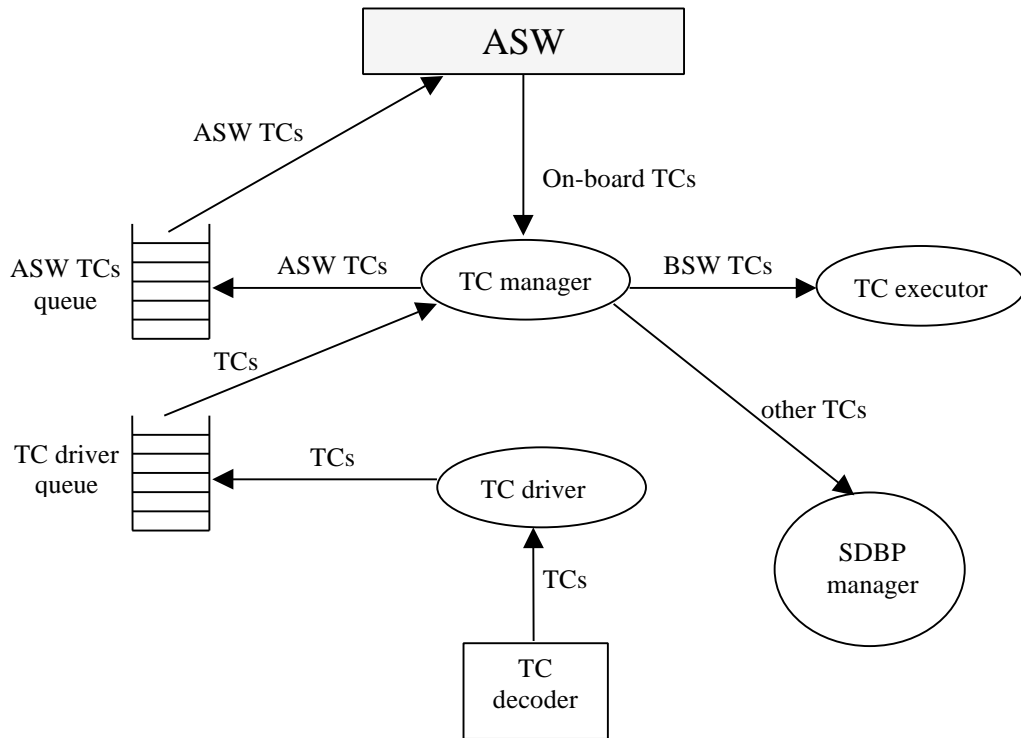 ASW
ASW TCs
On-board TCs
ASW TCs
queue
ASW TCs
TC manager
BSW TCs
TC executor
TCs
other TCs
TC driver
queue
TCs
TC driver
SDBP
manager
TCs
TC
decoder